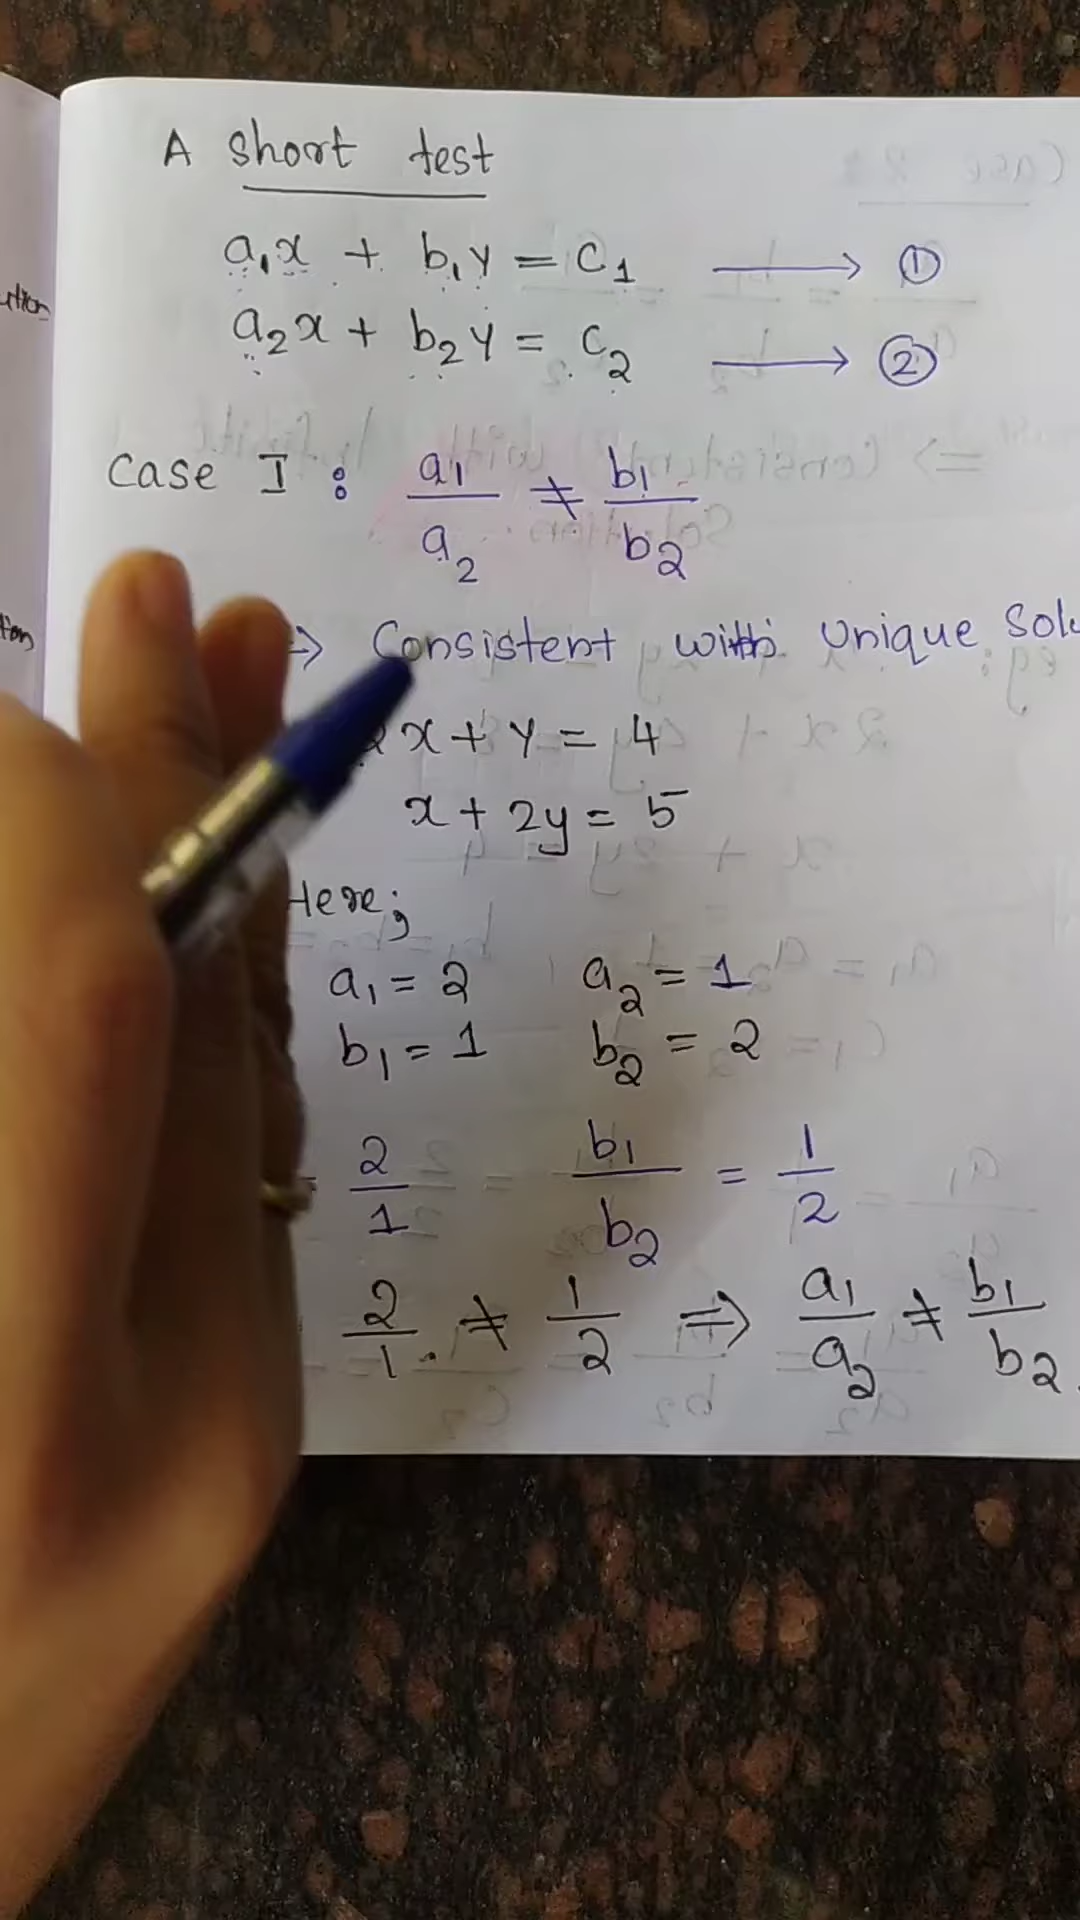 A short test
a₁x + b₁y = c₁ ⟶ ①
a₂x + b₂y = c₂ ⟶ ②
Case I : a₁/a₂ ≠ b₁/b₂
⇒ Consistent with Unique
2x + y = 4
x + 2y = 5
Here;
a₁ = 2 a₂ = 1
b₁ = 1 b₂ = 2
= 2/1 b₁/b₂ = 1/2
2/1 ≠ 1/2 ⇒ a₁/a₂ ≠ b₁/b₂.